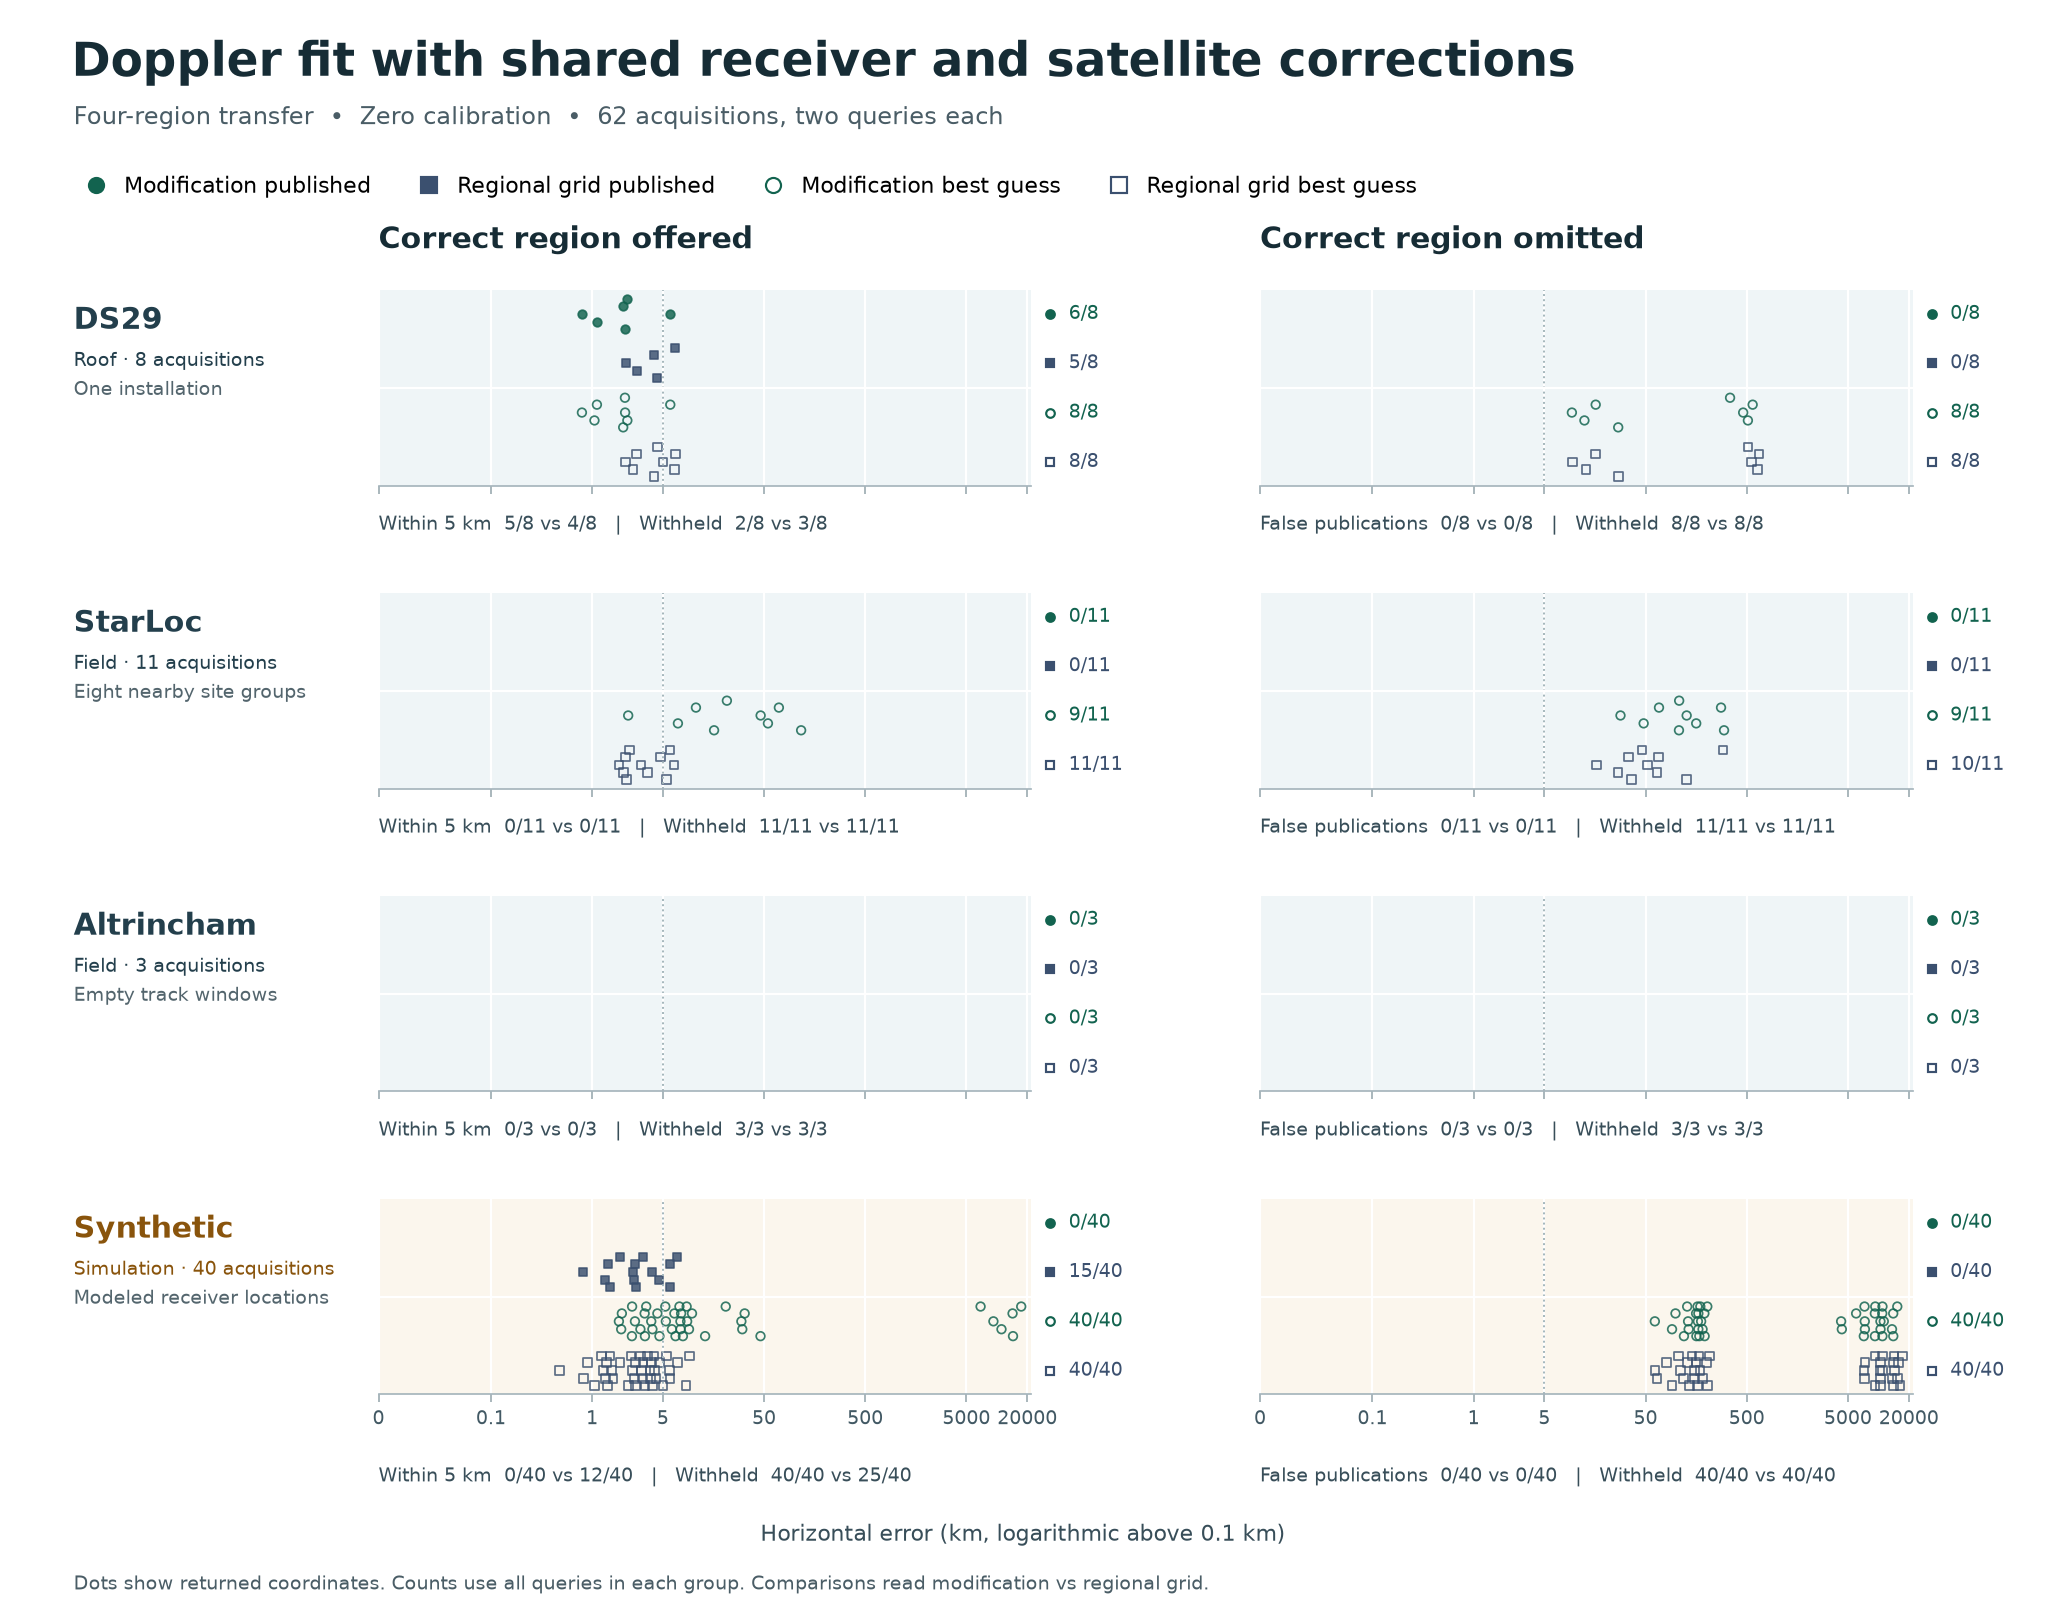 Doppler fit with shared receiver and satellite corrections
Four-region transfer • Zero calibration • 62 acquisitions, two queries each
Modification published
Regional grid published
Modification best guess
Regional grid best guess
Correct region offered
Correct region omitted
DS29
Roof · 8 acquisitions
One installation
6/8
5/8
8/8
8/8
0/8
0/8
8/8
8/8
Within 5 km 5/8 vs 4/8 | Withheld 2/8 vs 3/8
False publications 0/8 vs 0/8 | Withheld 8/8 vs 8/8
StarLoc
Field · 11 acquisitions
Eight nearby site groups
0/11
0/11
9/11
11/11
0/11
0/11
9/11
10/11
Within 5 km 0/11 vs 0/11 | Withheld 11/11 vs 11/11
False publications 0/11 vs 0/11 | Withheld 11/11 vs 11/11
Altrincham
Field · 3 acquisitions
Empty track windows
0/3
0/3
0/3
0/3
0/3
0/3
0/3
0/3
Within 5 km 0/3 vs 0/3 | Withheld 3/3 vs 3/3
False publications 0/3 vs 0/3 | Withheld 3/3 vs 3/3
Synthetic
Simulation · 40 acquisitions
Modeled receiver locations
0/40
15/40
40/40
40/40
0/40
0/40
40/40
40/40
0 0.1 1 5 50 500 5000 20000
0 0.1 1 5 50 500 5000 20000
Within 5 km 0/40 vs 12/40 | Withheld 40/40 vs 25/40
False publications 0/40 vs 0/40 | Withheld 40/40 vs 40/40
Horizontal error (km, logarithmic above 0.1 km)
Dots show returned coordinates. Counts use all queries in each group. Comparisons read modification vs regional grid.